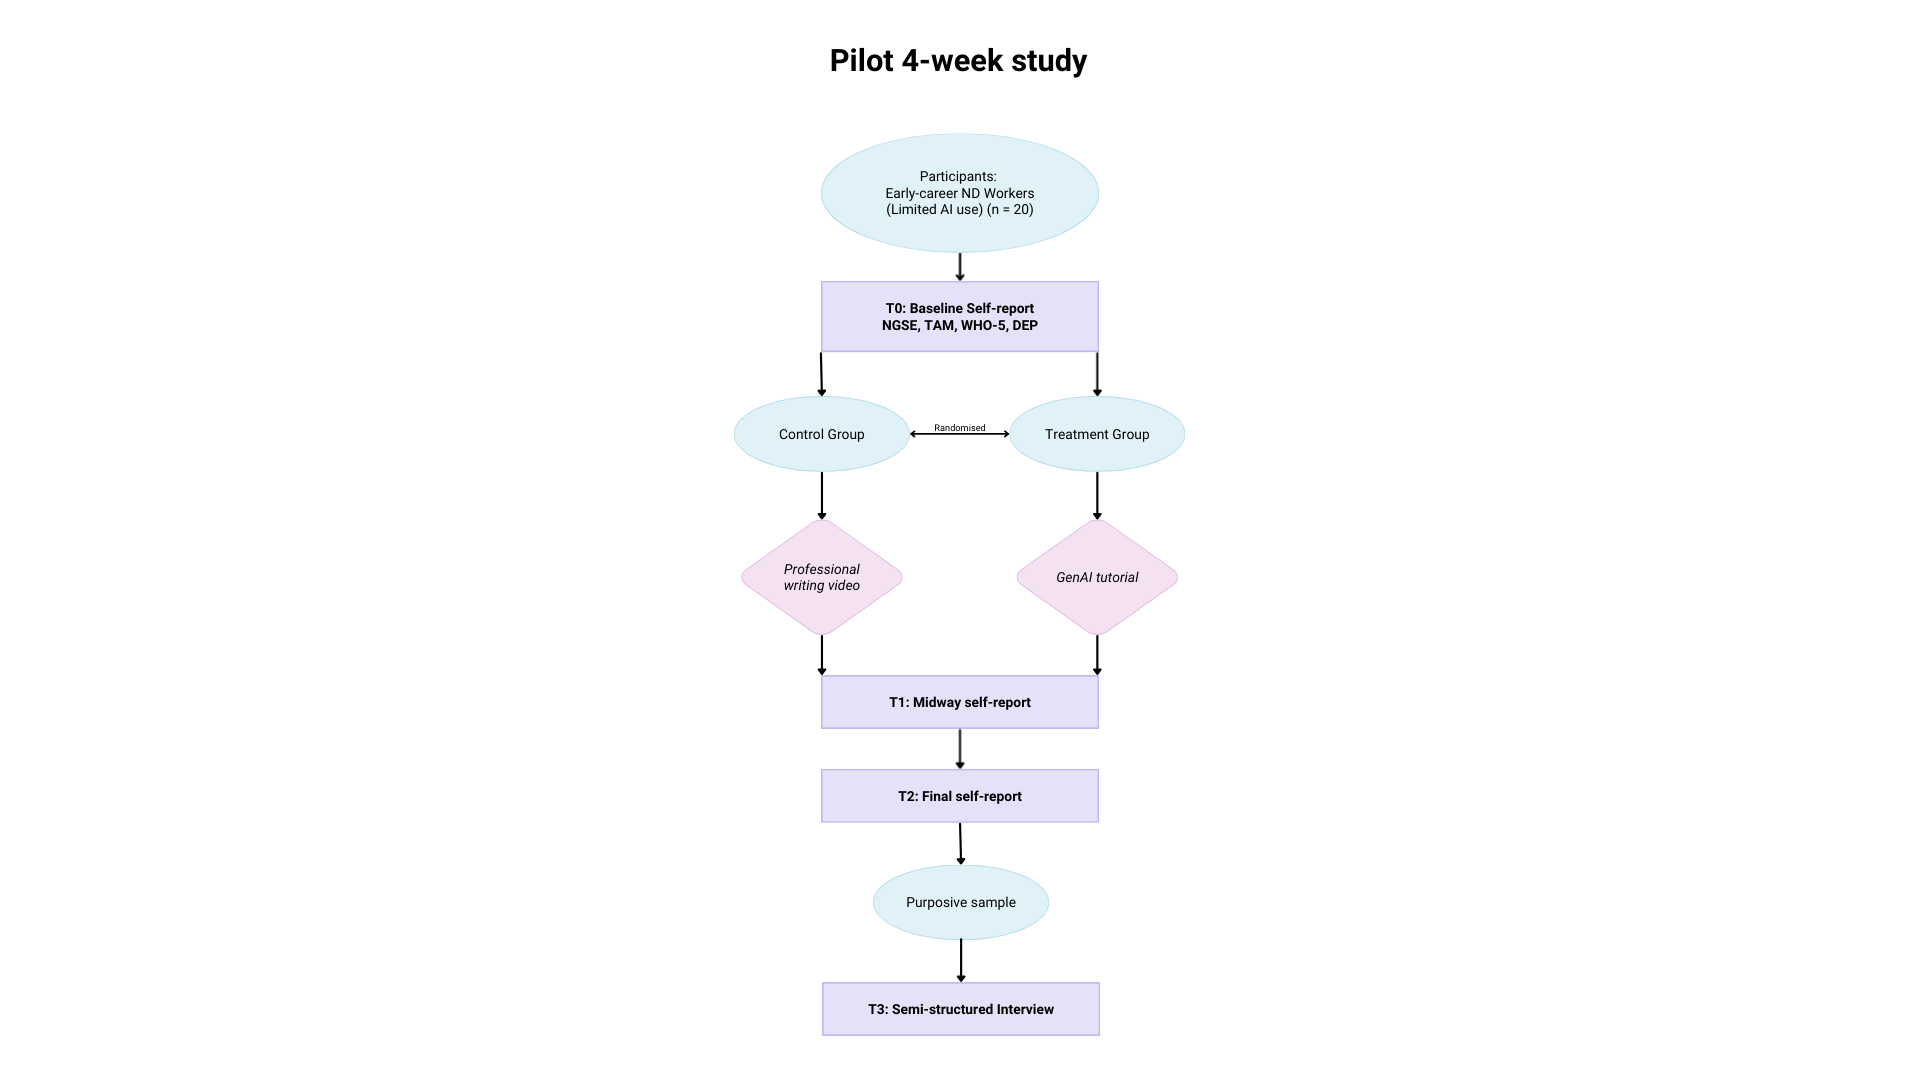 Pilot 4-week study
Participants:
Early-career ND Workers
(Limited AI use) (n = 20)
T0: Baseline Self-report
NGSE, TAM, WHO-5, DEP
Control Group
Randomised
Treatment Group
Professional
writing video
GenAI tutorial
T1: Midway self-report
T2: Final self-report
Purposive sample
T3: Semi-structured Interview